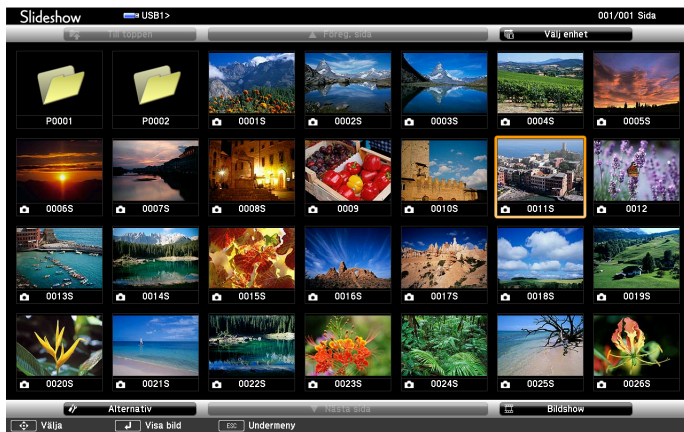 Slideshow USB1> 001/001 Sida
Till toppen Föreg. sida Välj enhet
P0001 P0002 0001S 0002S 0003S 0004S 0005S
0006S 0007S 0008S 0009 0010S 0011S 0012
0013S 0014S 0015S 0016S 0017S 0018S 0019S
0020S 0021S 0022S 0023S 0024S 0025S 0026S
Alternativ Nästa sida Bildshow
Välja Visa bild ESC Undermeny